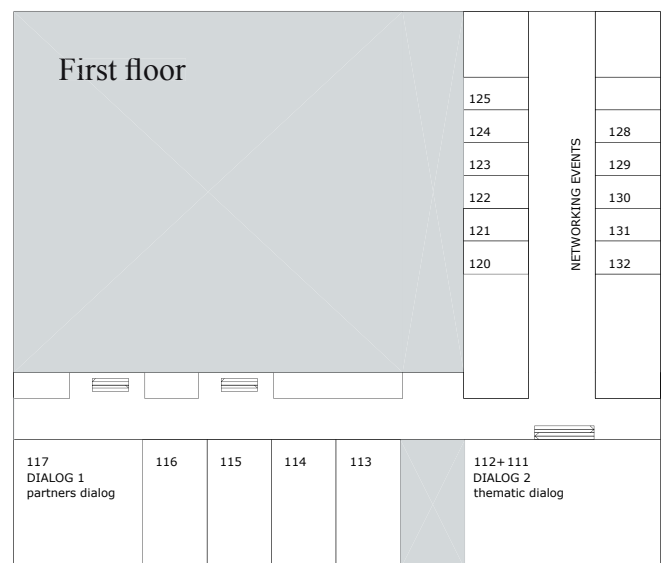 First floor
125
124
128
123
129
122
130
121
131
120
132
NETWORKING EVENTS
117
DIALOG 1
partners dialog
116
115
114
113
112+111
DIALOG 2
thematic dialog